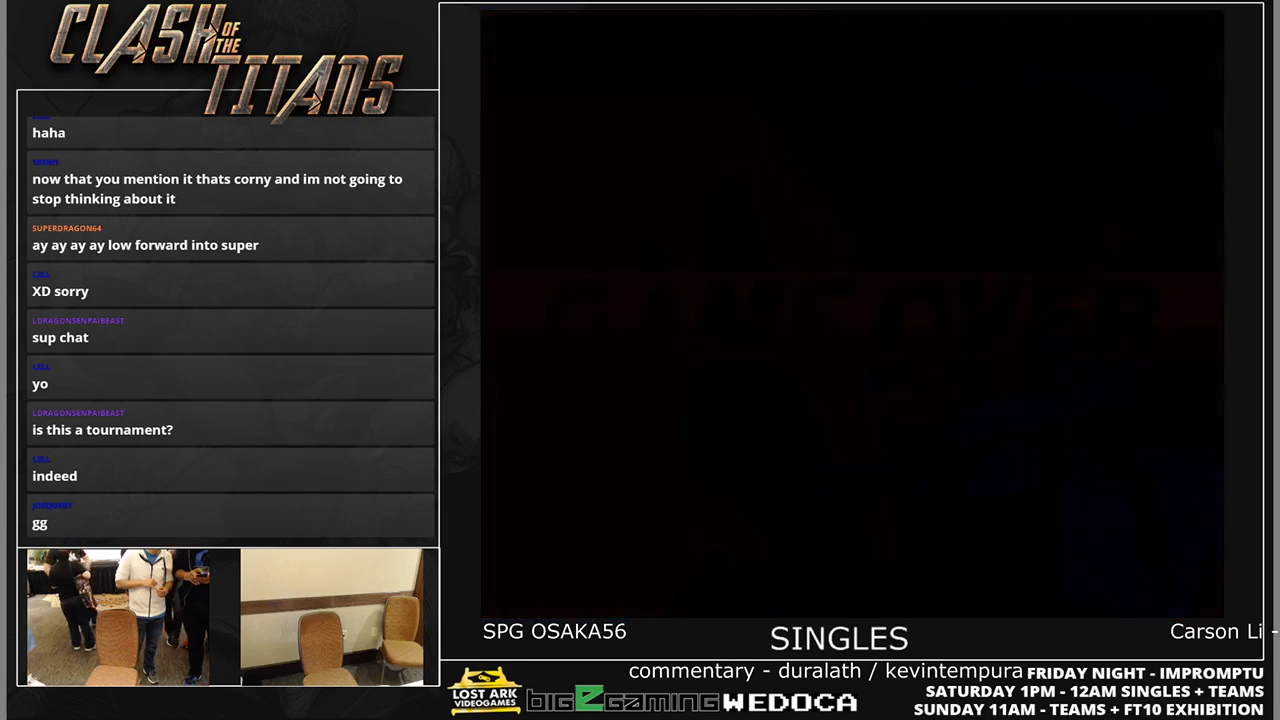 CLASH OF THE TITANS
haha
now that you mention it thats corny and im not going to
stop thinking about it
SUPERDRAGON64
ay ay ay ay low forward into super
XD sorry
LDRAGONSENPAIBEAST
sup chat
yo
LDRAGONSENPAIBEAST
is this a tournament?
indeed
gg
GAME OVER
SPG OSAKA56
SINGLES
Carson Li -
commentary - duralath / kevintempura
FRIDAY NIGHT - IMPROMPTU
SATURDAY 1PM - 12AM SINGLES + TEAMS
SUNDAY 11AM - TEAMS + FT10 EXHIBITION
LOST ARK
VIDEOGAMES
bigEgaming
WEDOCA